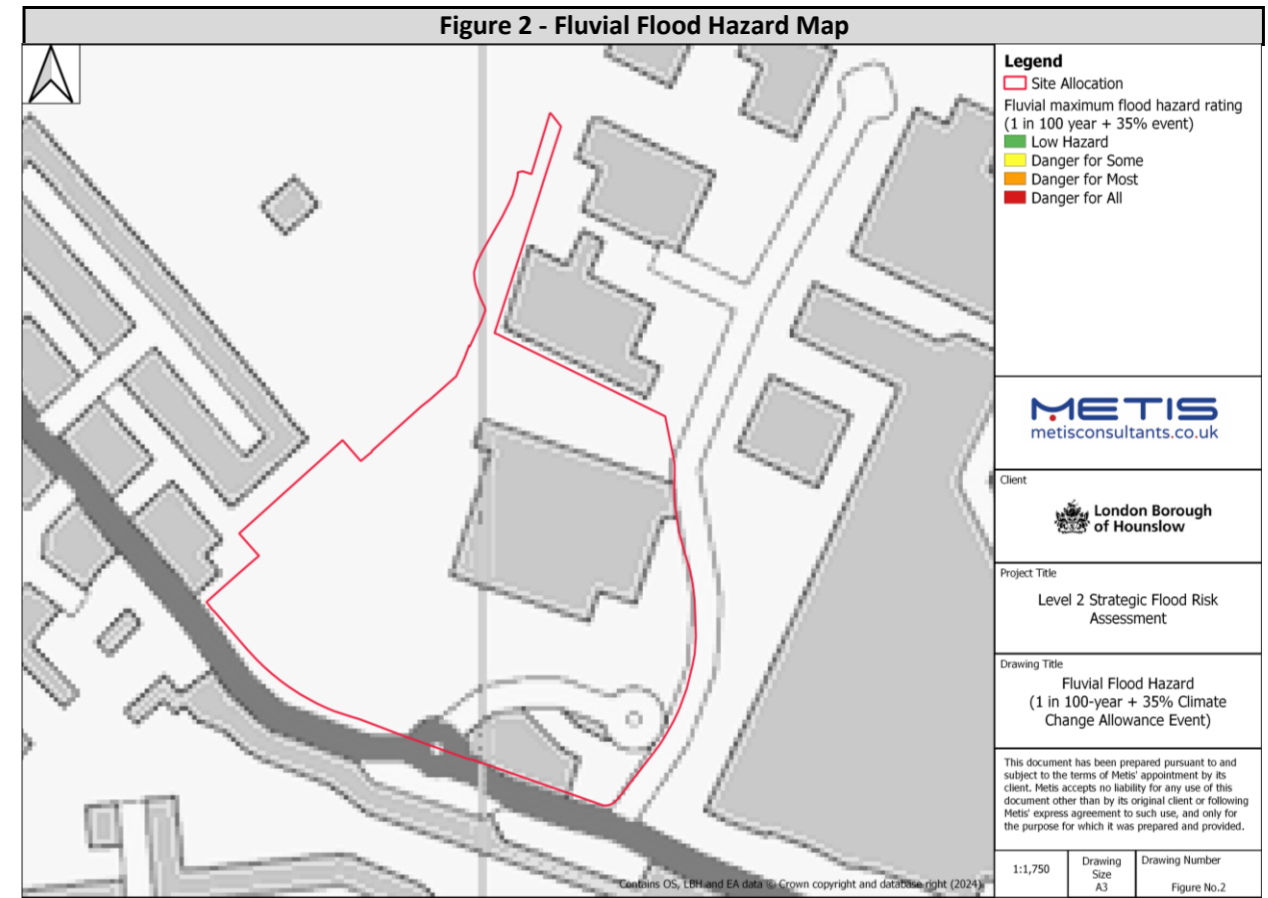 Figure 2 - Fluvial Flood Hazard Map
Legend
Site Allocation
Fluvial maximum flood hazard rating
(1 in 100 year + 35% event)
Low Hazard
Danger for Some
Danger for Most
Danger for All
METIS
metisconsultants.co.uk
Client
London Borough
of Hounslow
Project Title
Level 2 Strategic Flood Risk
Assessment
Drawing Title
Fluvial Flood Hazard
(1 in 100-year + 35% Climate
Change Allowance Event)
This document has been prepared pursuant to and
subject to the terms of Metis' appointment by its
client. Metis accepts no liability for any use of this
document other than by its original client or following
Metis' express agreement to such use, and only for
the purpose for which it was prepared and provided.
1:1,750
Drawing
Size
A3
Drawing Number
Figure No.2
Contains OS, LBH and EA data © Crown copyright and database right (2024)